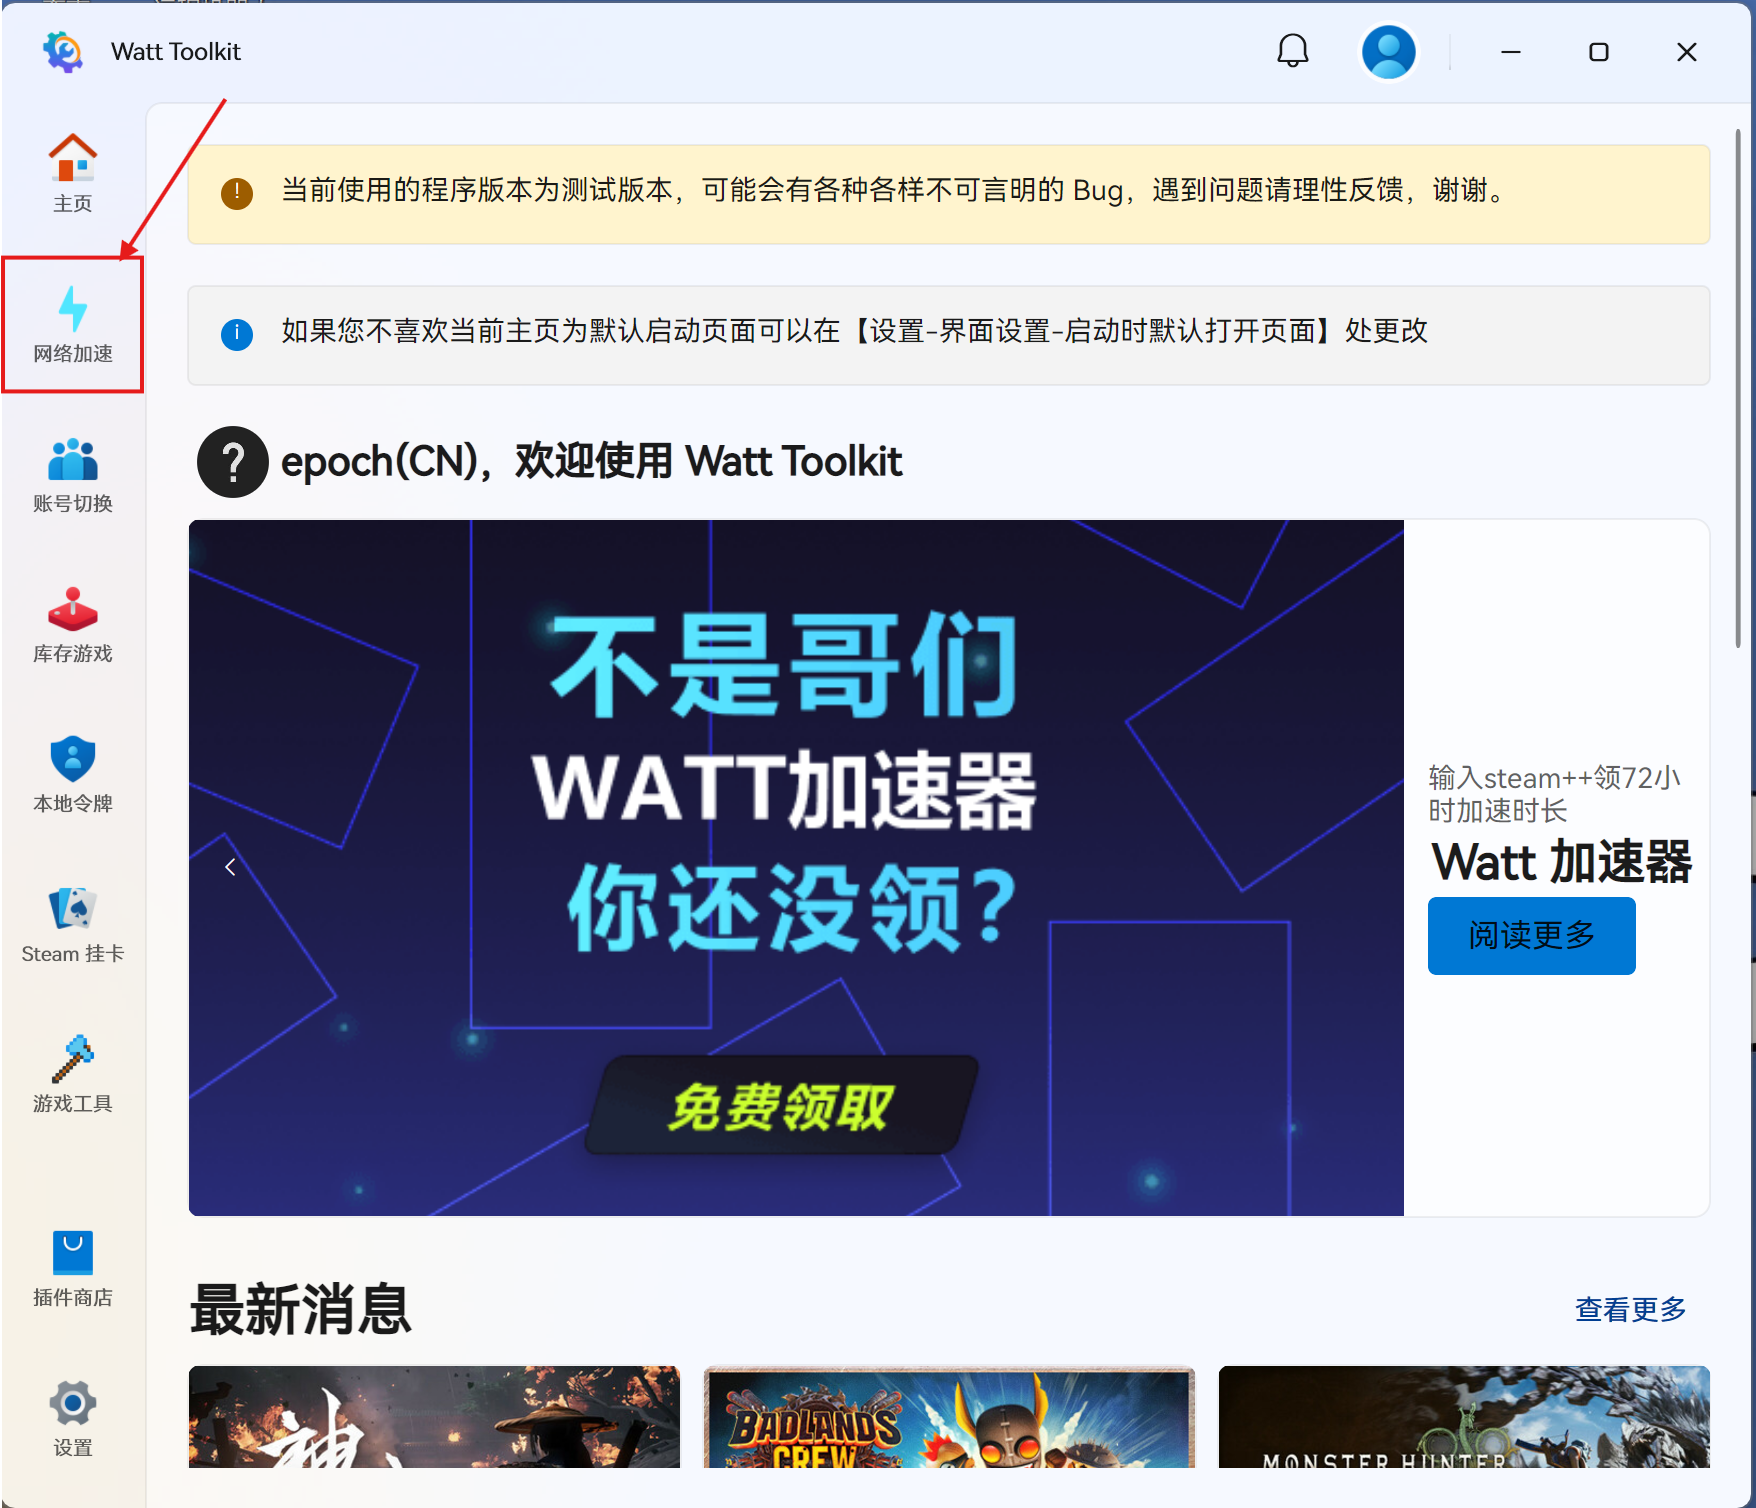 Watt Toolkit
主页
网络加速
账号切换
库存游戏
本地令牌
Steam 挂卡
游戏工具
插件商店
设置
当前使用的程序版本为测试版本，可能会有各种各样不可言明的 Bug，遇到问题请理性反馈，谢谢。
如果您不喜欢当前主页为默认启动页面可以在【设置-界面设置-启动时默认打开页面】处更改
epoch(CN)，欢迎使用 Watt Toolkit
不是哥们
WATT加速器
你还没领？
免费领取
输入steam++领72小
时加速时长
Watt 加速器
阅读更多
最新消息
查看更多
神
BADLANDS
CREW
MONSTER HUNTER